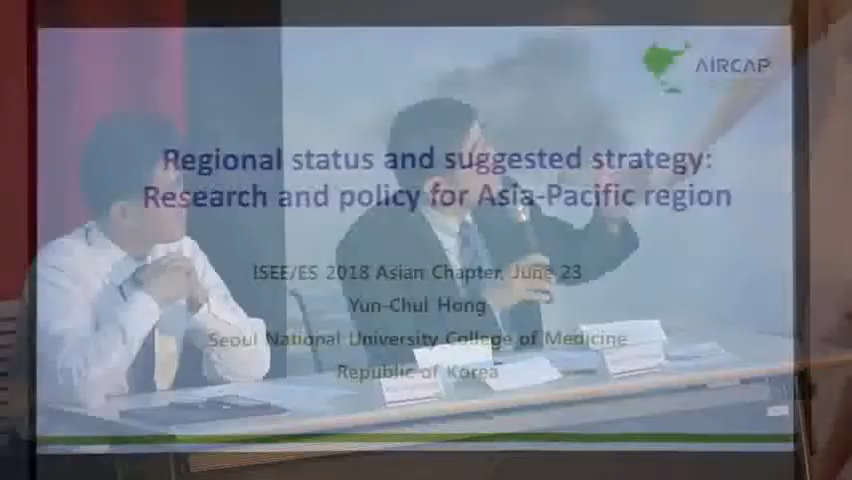 AIRCAP
Regional status and suggested strategy:
Research and policy for Asia-Pacific region
ISEE/ES 2018 Asian Chapter, June 23
Yun-Chul Hong
Seoul National University College of Medicine
Republic of Korea